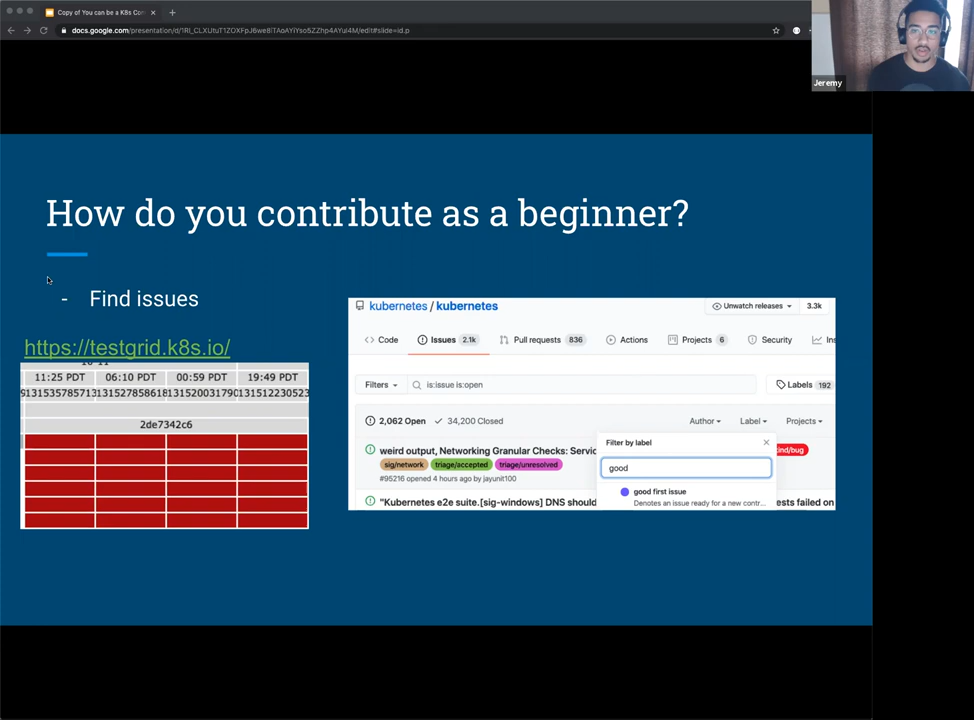 Copy of You can be a K8s Con
docs.google.com/presentation/d/1Rl_CLXUtuT1ZOXFpJ6we8iTAqAYiYso5ZZhp4AYul4M/edit#slide=id.p
Jeremy
How do you contribute as a beginner?
- Find issues
https://testgrid.k8s.io/
11:25 PDT 06:10 PDT 00:59 PDT 19:49 PDT
2de7342c6
kubernetes / kubernetes
Unwatch releases 3.3k
Code Issues 2.1k Pull requests 836 Actions Projects 6 Security Ins
Filters is:issue is:open Labels 192
2,062 Open 34,200 Closed Author Label Projects
weird output, Networking Granular Checks: Servic
kind/bug
sig/network triage/accepted triage/unresolved
#95216 opened 4 hours ago by jayunit100
"Kubernetes e2e suite.[sig-windows] DNS should
ests failed on
Filter by label
good
good first issue
Denotes an issue ready for a new contr...